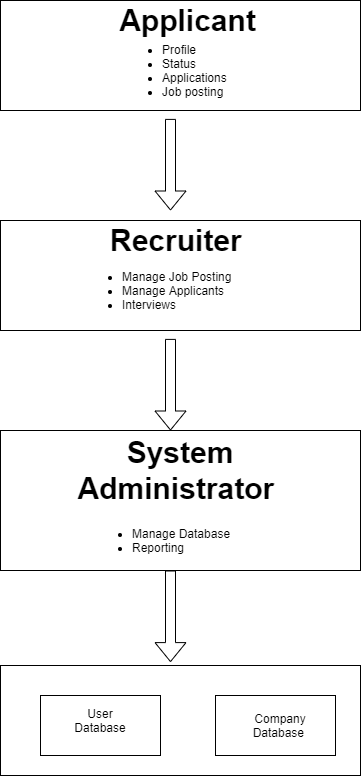 Applicant
Profile
Status
Applications
Job posting
Recruiter
Manage Job Posting
Manage Applicants
Interviews
System
Administrator
Manage Database
Reporting
User
Database
Company
Database